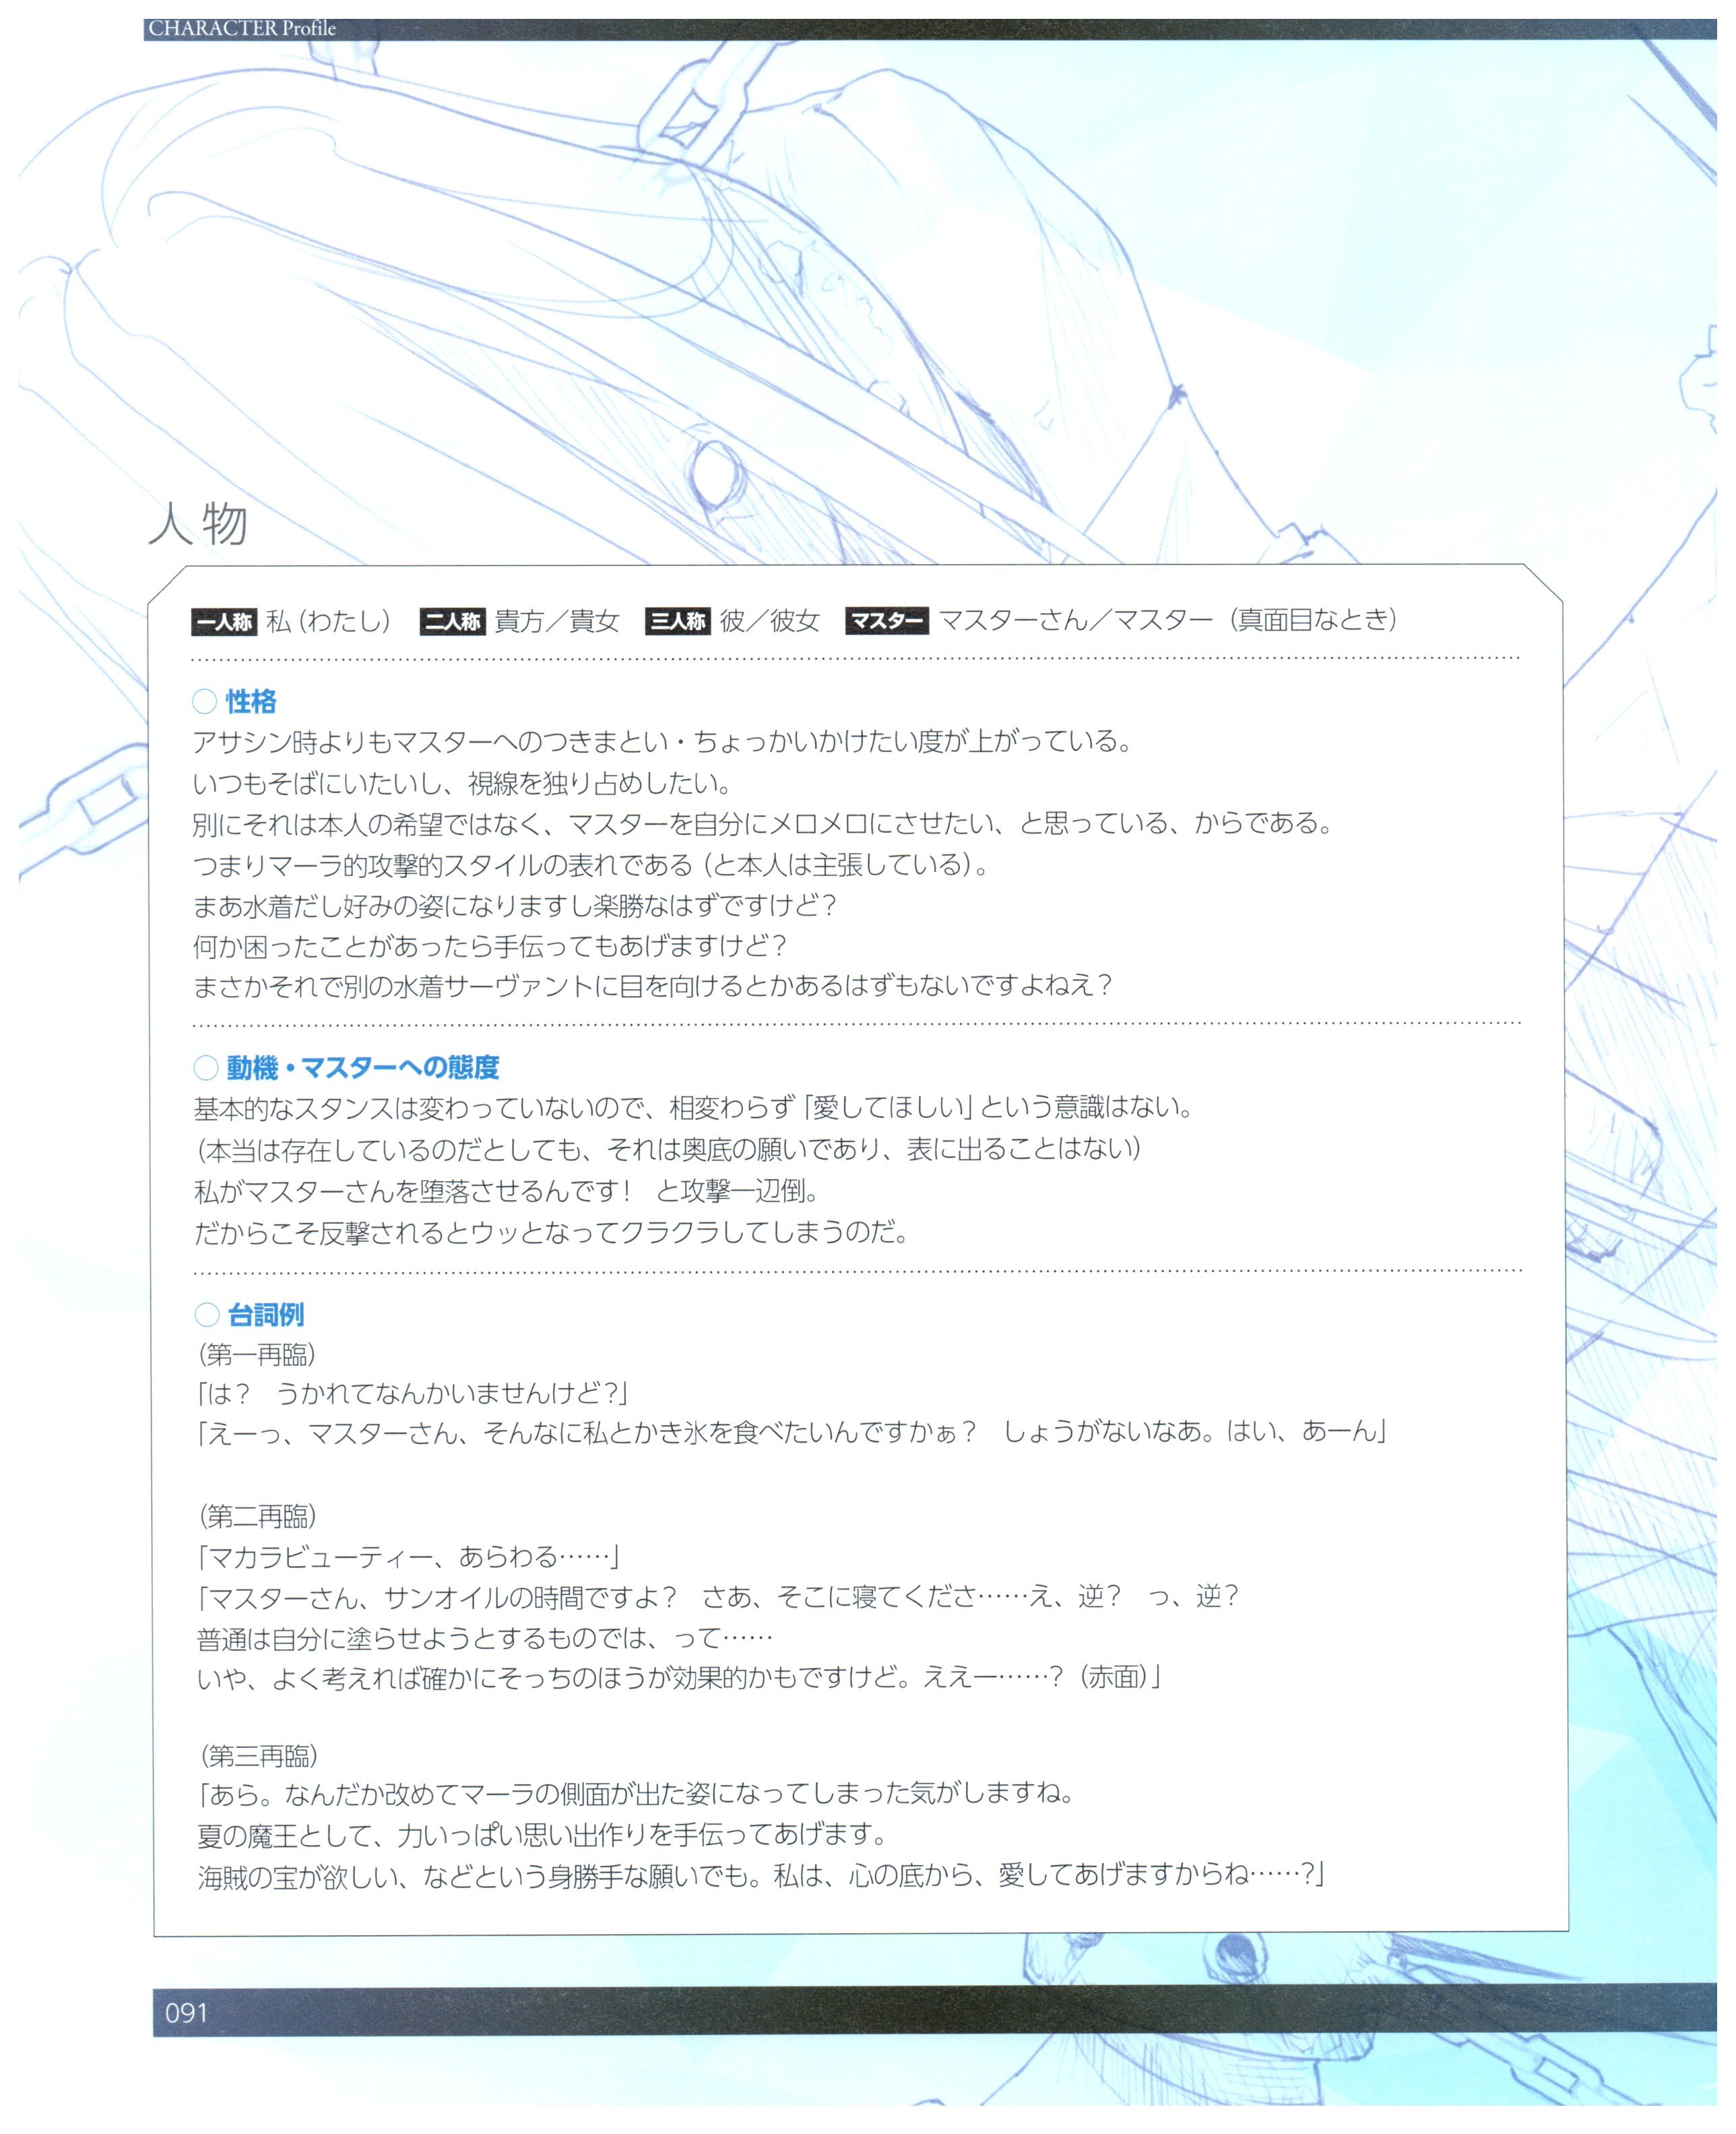 CHARACTER Profile
人物
一人称 私（わたし） 二人称 貴方／貴女 三人称 彼／彼女 マスター マスターさん／マスター（真面目なとき）
○ 性格
アサシン時よりもマスターへのつきまとい・ちょっかいかけたい度が上がっている。
いつもそばにいたいし、視線を独り占めしたい。
別にそれは本人の希望ではなく、マスターを自分にメロメロにさせたい、と思っている、からである。
つまりマーラ的攻撃的スタイルの表れである（と本人は主張している）。
まあ水着だし好みの姿になりますし楽勝なはずですけど？
何か困ったことがあったら手伝ってもあげますけど？
まさかそれで別の水着サーヴァントに目を向けるとかあるはずもないですよねえ？
○ 動機・マスターへの態度
基本的なスタンスは変わっていないので、相変わらず「愛してほしい」という意識はない。
（本当は存在しているのだとしても、それは奥底の願いであり、表に出ることはない）
私がマスターさんを堕落させるんです！　と攻撃一辺倒。
だからこそ反撃されるとウッとなってクラクラしてしまうのだ。
○ 台詞例
（第一再臨）
「は？　うかれてなんかいませんけど？」
「えーっ、マスターさん、そんなに私とかき氷を食べたいんですかぁ？　しょうがないなあ。はい、あーん」
（第二再臨）
「マカラビューティー、あらわる……」
「マスターさん、サンオイルの時間ですよ？　さあ、そこに寝てくださ……え、逆？　っ、逆？
普通は自分に塗らせようとするものでは、って……
いや、よく考えれば確かにそっちのほうが効果的かもですけど。ええー……？（赤面）」
（第三再臨）
「あら。なんだか改めてマーラの側面が出た姿になってしまった気がしますね。
夏の魔王として、力いっぱい思い出作りを手伝ってあげます。
海賊の宝が欲しい、などという身勝手な願いでも。私は、心の底から、愛してあげますからね……？」
091